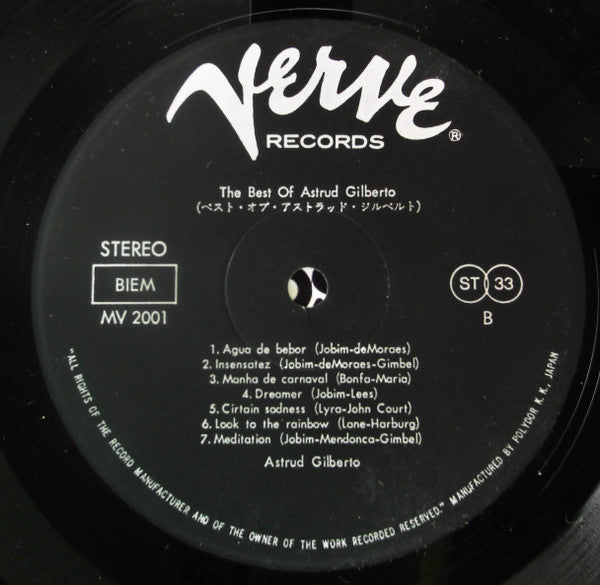 Verve
RECORDS
®
The Best Of Astrud Gilberto
(ベスト・オブ・アストラッド・ジルベルト)
STEREO
BIEM
MV 2001
ST 33
B
1. Agua de bebor (Jobim-deMoraes)
2. Insensatez (Jobim-deMoraes-Gimbel)
3. Manha de carnaval (Bonfa-Maria)
4. Dreamer (Jobim-Lees)
5. Cirtain sadness (Lyra-John Court)
6. Look to the rainbow (Lane-Harburg)
7. Meditation (Jobim-Mendonca-Gimbel)
Astrud Gilberto
"ALL RIGHTS OF THE RECORD MANUFACTURER AND OF THE OWNER OF THE WORK RECORDED RESERVED." MANUFACTURED BY POLYDOR K. K., JAPAN